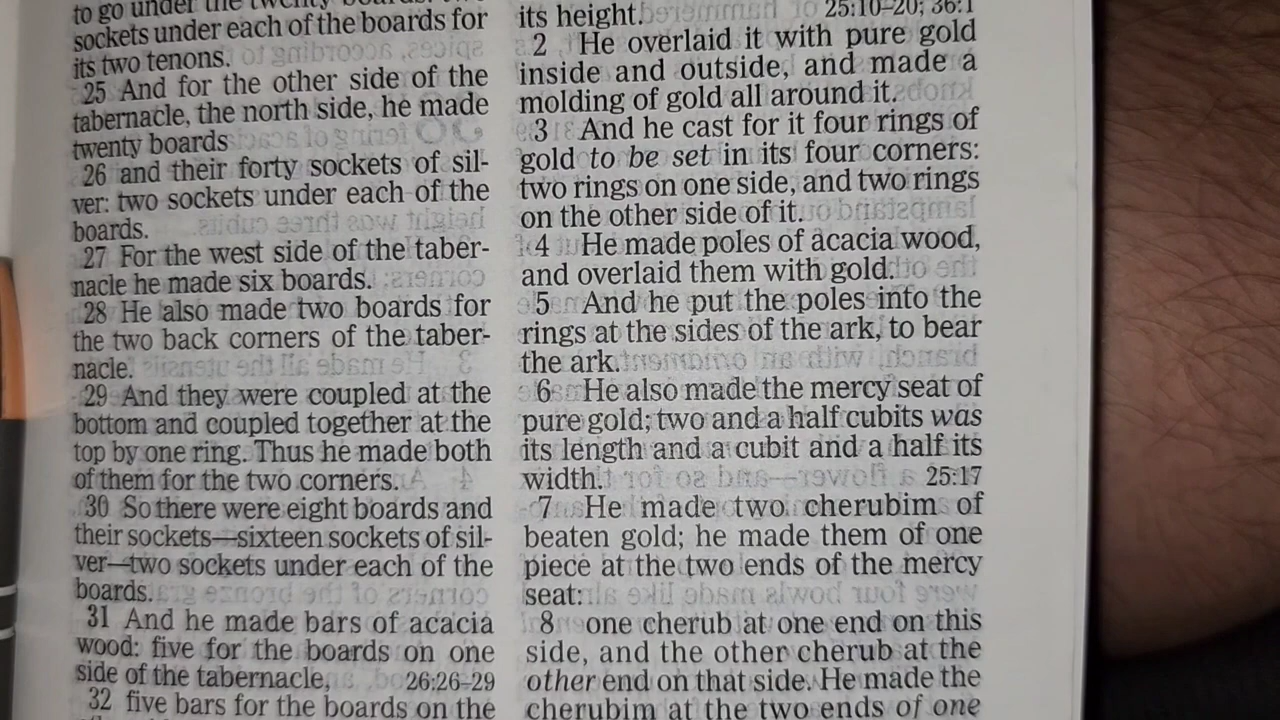 to go under the twenty boards: two
sockets under each of the boards for
its two tenons.
25 And for the other side of the
tabernacle, the north side, he made
twenty boards
26 and their forty sockets of sil-
ver: two sockets under each of the
boards.
27 For the west side of the taber-
nacle he made six boards.
28 He also made two boards for
the two back corners of the taber-
nacle.
29 And they were coupled at the
bottom and coupled together at the
top by one ring. Thus he made both
of them for the two corners.
30 So there were eight boards and
their sockets—sixteen sockets of sil-
ver—two sockets under each of the
boards.
31 And he made bars of acacia
wood: five for the boards on one
side of the tabernacle, 26:26–29
32 five bars for the boards on the
its height. 25:10–20; 36:1
2 He overlaid it with pure gold
inside and outside, and made a
molding of gold all around it.
3 And he cast for it four rings of
gold to be set in its four corners:
two rings on one side, and two rings
on the other side of it.
4 He made poles of acacia wood,
and overlaid them with gold.
5 And he put the poles into the
rings at the sides of the ark, to bear
the ark.
6 He also made the mercy seat of
pure gold; two and a half cubits was
its length and a cubit and a half its
width. 25:17
7 He made two cherubim of
beaten gold; he made them of one
piece at the two ends of the mercy
seat:
8 one cherub at one end on this
side, and the other cherub at the
other end on that side. He made the
cherubim at the two ends of one